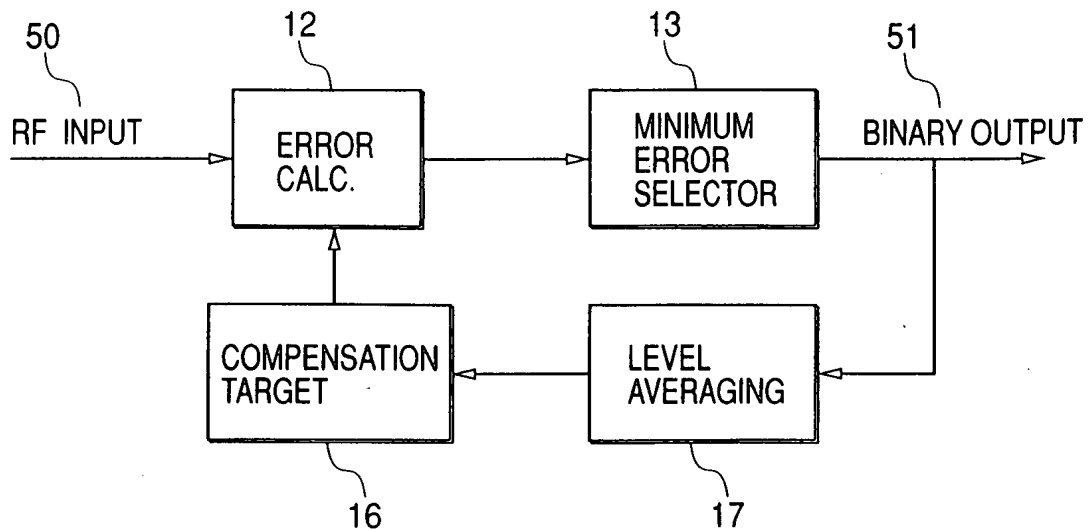 50
12
13
51
RF INPUT
ERROR
CALC.
MINIMUM
ERROR
SELECTOR
BINARY OUTPUT
COMPENSATION
TARGET
LEVEL
AVERAGING
16
17